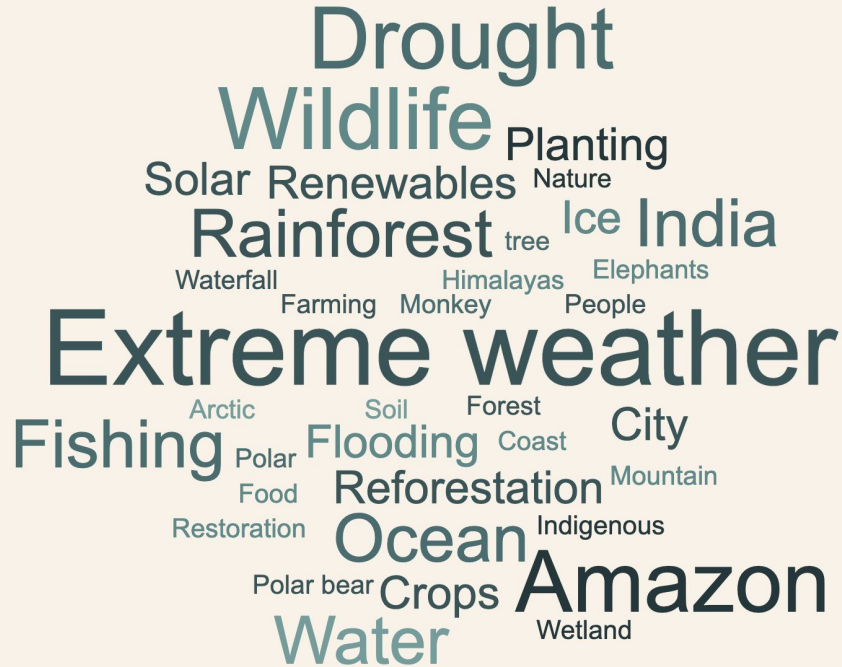 Drought
Wildlife
Planting
Solar Renewables Nature
Rainforest tree Ice India
Waterfall Himalayas Elephants
Farming Monkey People
Extreme weather
Arctic Soil Forest City
Fishing Polar Flooding Coast
Food Reforestation Mountain
Restoration Ocean Indigenous
Polar bear Crops Amazon
Water Wetland